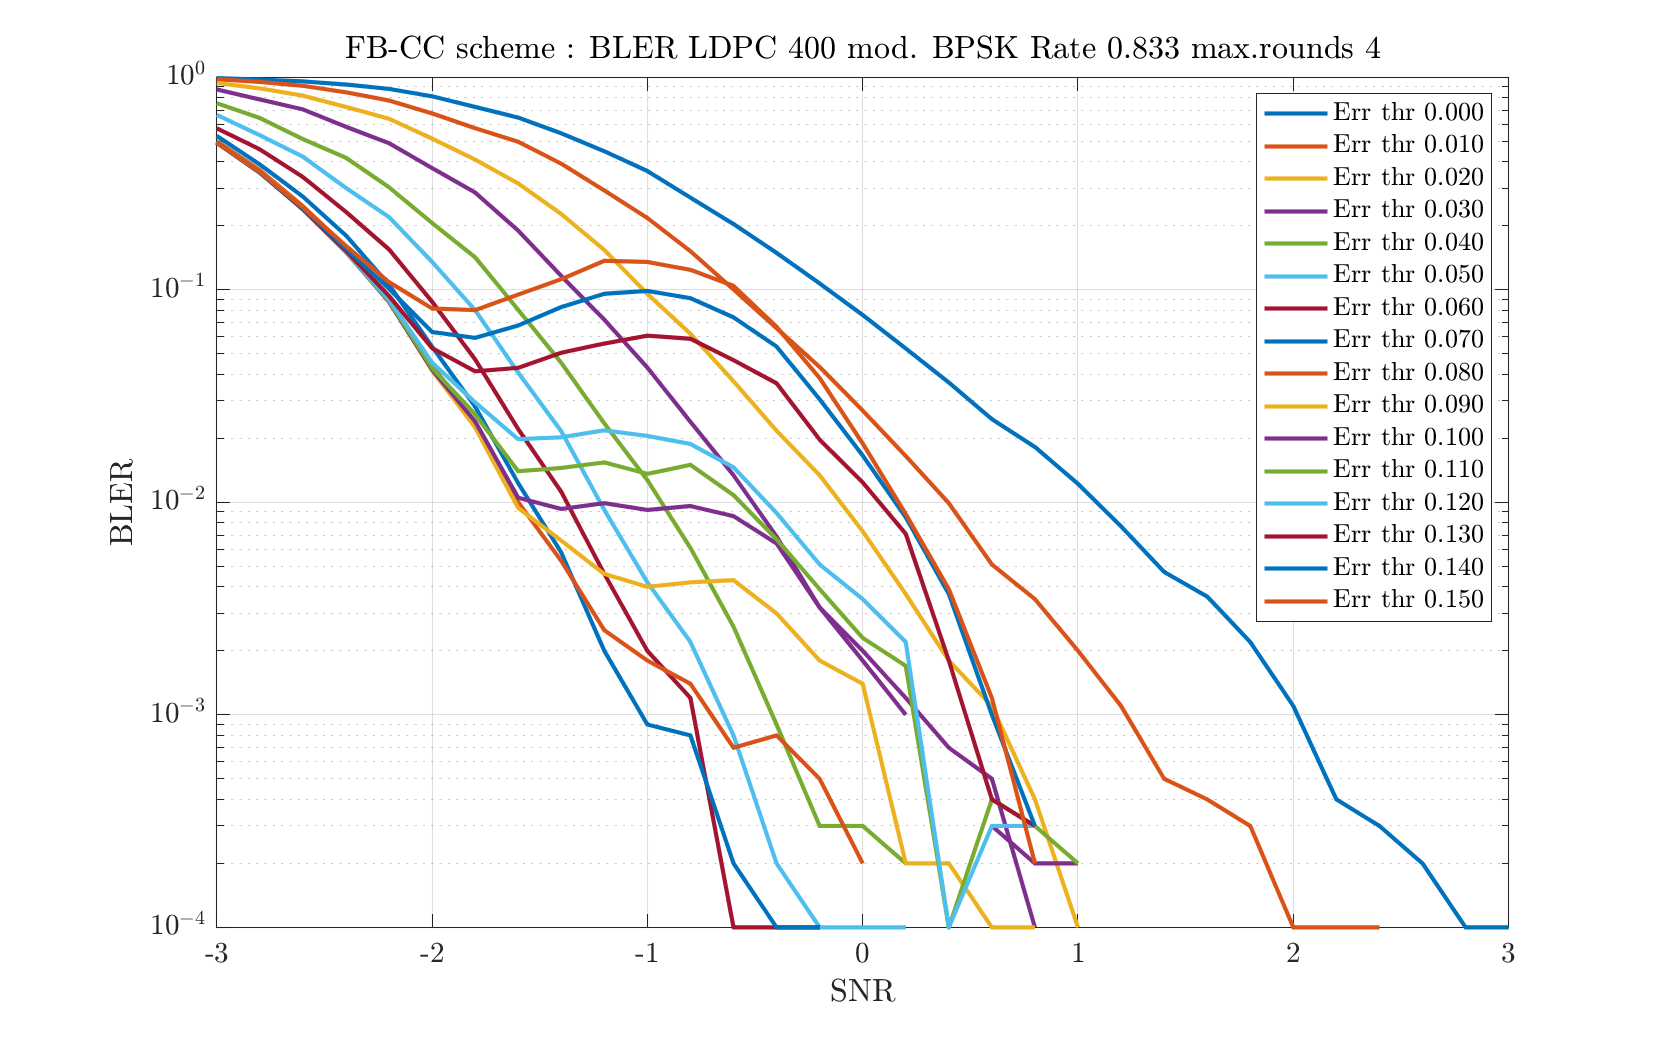 FB-CC scheme : BLER LDPC 400 mod. BPSK Rate 0.833 max.rounds 4
10^0
10^-1
10^-2
10^-3
10^-4
BLER
-3 -2 -1 0 1 2 3
SNR
Err thr 0.000
Err thr 0.010
Err thr 0.020
Err thr 0.030
Err thr 0.040
Err thr 0.050
Err thr 0.060
Err thr 0.070
Err thr 0.080
Err thr 0.090
Err thr 0.100
Err thr 0.110
Err thr 0.120
Err thr 0.130
Err thr 0.140
Err thr 0.150